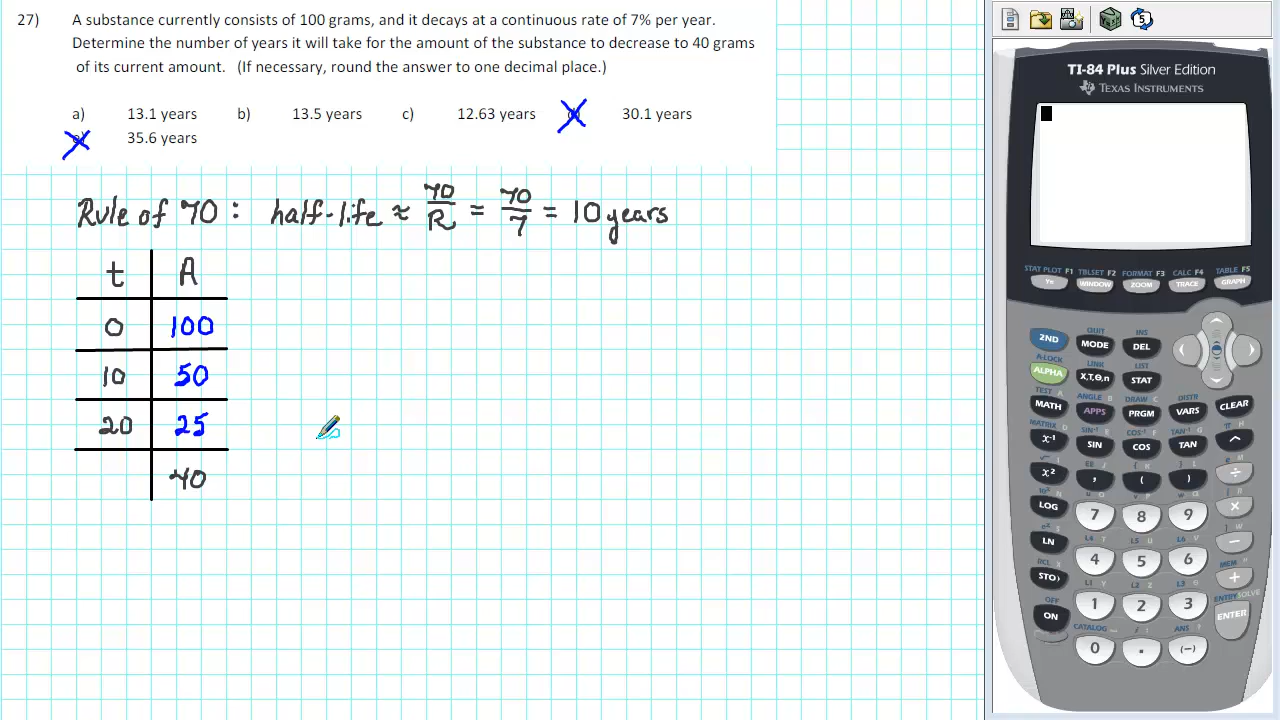 27) A substance currently consists of 100 grams, and it decays at a continuous rate of 7% per year.
Determine the number of years it will take for the amount of the substance to decrease to 40 grams
of its current amount. (If necessary, round the answer to one decimal place.)
a) 13.1 years b) 13.5 years c) 12.63 years 30.1 years
35.6 years
Rule of 70: half-life ≈ 70/R = 70/7 = 10 years
t A
0 100
10 50
20 25
40
5
TI-84 Plus Silver Edition
TEXAS INSTRUMENTS
STAT PLOT F1 TBLSET F2 FORMAT F3 CALC F4 TABLE F5
Y= WINDOW ZOOM TRACE GRAPH
QUIT INS
2ND MODE DEL
A-LOCK LINK LIST
ALPHA X,T,Θ,n STAT
TEST A ANGLE B DRAW C DISTR
MATH APPS PRGM VARS CLEAR
MATRIX D SIN⁻¹ E COS⁻¹ F TAN⁻¹ G π H
x⁻¹ SIN COS TAN ^
√ I EE J { K } L e M
x² , ( ) ÷
10ˣ N u O v P w Q [ R
LOG 7 8 9 ×
eˣ S L4 T L5 U L6 V ] W
LN 4 5 6 −
RCL X L1 Y L2 Z L3 θ MEM "
STO› 1 2 3 +
OFF CATALOG i : ANS ? ENTRY SOLVE
ON 0 . (−) ENTER